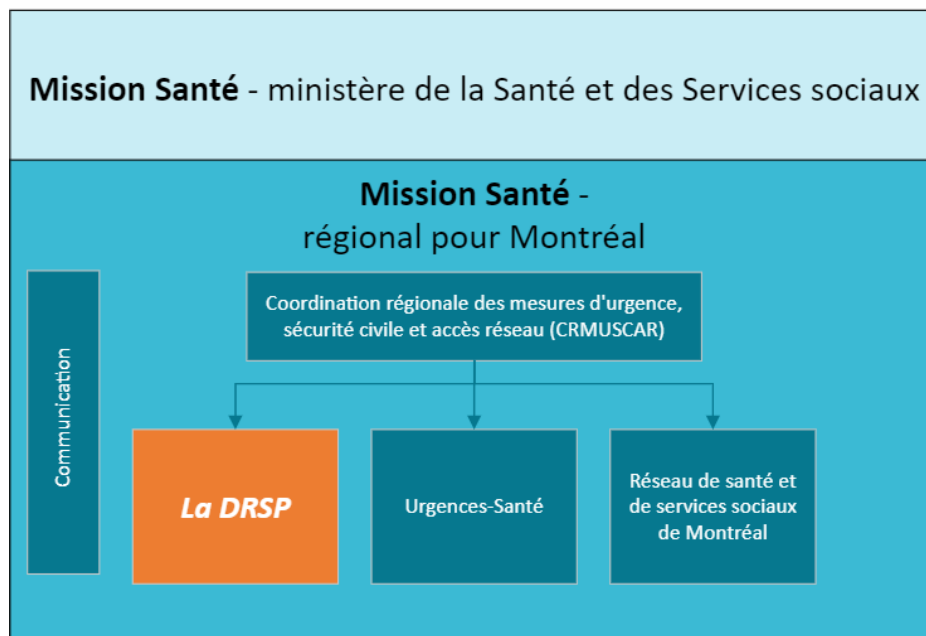 Mission Santé - ministère de la Santé et des Services sociaux
Mission Santé -
régional pour Montréal
Communication
Coordination régionale des mesures d'urgence,
sécurité civile et accès réseau (CRMUSCAR)
La DRSP
Urgences-Santé
Réseau de santé et
de services sociaux
de Montréal